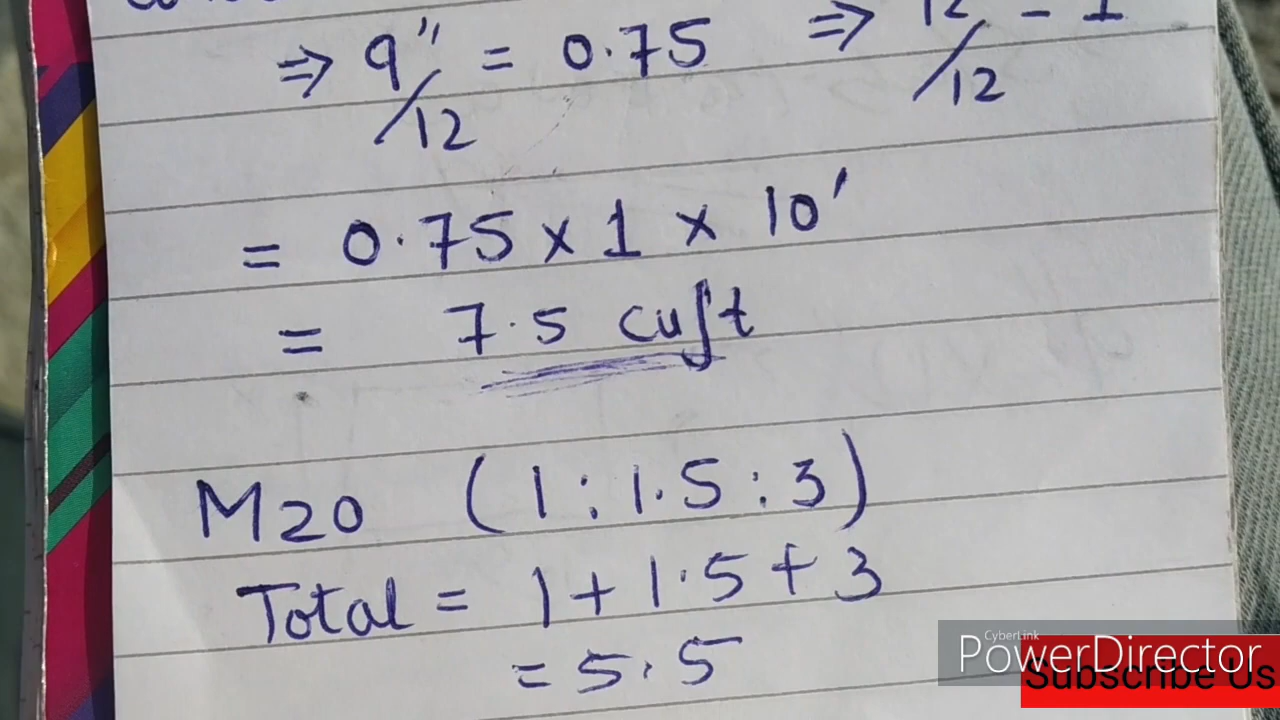 ⇒ 9"/12 = 0.75 ⇒ 12/12 = 1
= 0.75 x 1 x 10'
= 7.5 cuft
M20 (1:1.5:3)
Total = 1+1.5+3
= 5.5
CyberLink
PowerDirector
Subscribe Us